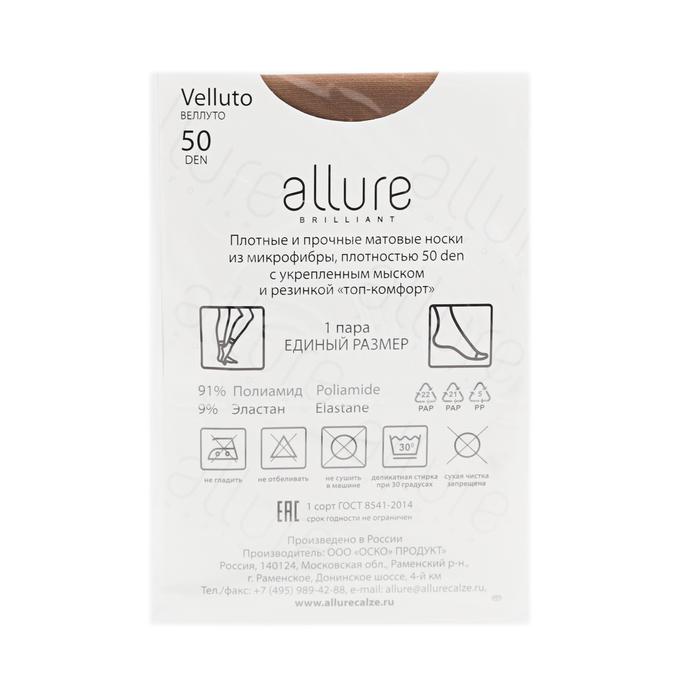 Velluto
ВЕЛЛУТО
50
DEN
allure
BRILLIANT
Плотные и прочные матовые носки
из микрофибры, плотностью 50 den
с укрепленным мыском
и резинкой «топ-комфорт»
1 пара
ЕДИНЫЙ РАЗМЕР
91% Полиамид Poliamide
9% Эластан Elastane
22 21 5
PAP PAP PP
30°
не гладить не отбеливать не сушить в машине деликатная стирка при 30 градусах сухая чистка запрещена
ЕАС
1 сорт ГОСТ 8541-2014
срок годности не ограничен
Произведено в России
Производитель: ООО «ОСКО» ПРОДУКТ»
Россия, 140124, Московская обл., Раменский р-н.,
г. Раменское, Донинское шоссе, 4-й км
Тел./факс: +7 (495) 989-42-88, e-mail: allure@allurecalze.ru,
www.allurecalze.ru